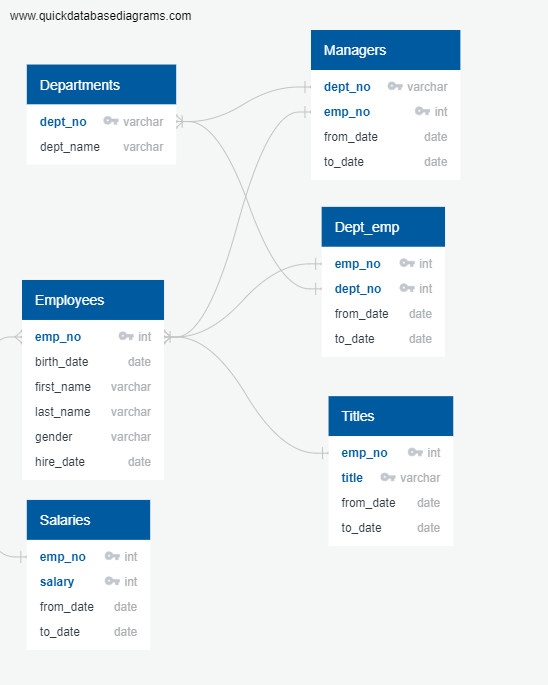 www.quickdatabasediagrams.com
Departments
dept_no varchar
dept_name varchar
Managers
dept_no varchar
emp_no int
from_date date
to_date date
Dept_emp
emp_no int
dept_no int
from_date date
to_date date
Employees
emp_no int
birth_date date
first_name varchar
last_name varchar
gender varchar
hire_date date
Titles
emp_no int
title varchar
from_date date
to_date date
Salaries
emp_no int
salary int
from_date date
to_date date